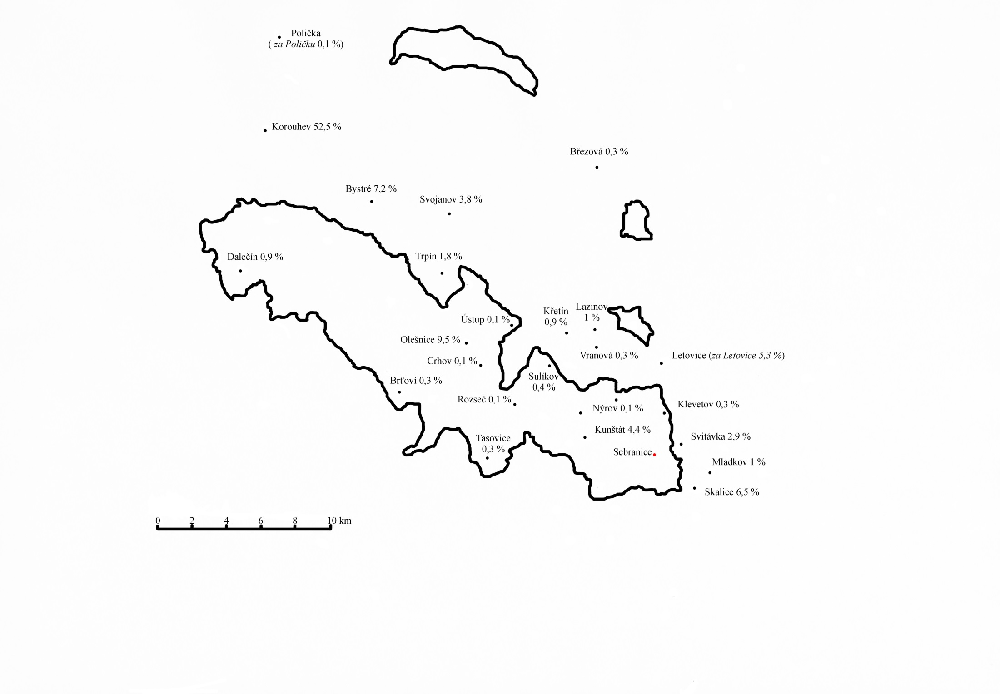 Polička
( za Poličku 0,1 %)
Korouhev 52,5 %
Březová 0,3 %
Bystré 7,2 %
Svojanov 3,8 %
Dalečín 0,9 %
Trpín 1,8 %
Křetín
0,9 %
Lazinov
1 %
Ústup 0,1 %
Olešnice 9,5 %
Vranová 0,3 %
Letovice (za Letovice 5,3 %)
Crhov 0,1 %
Sulíkov
0,4 %
Brťoví 0,3 %
Rozseč 0,1 %
Nýrov 0,1 %
Klevetov 0,3 %
Kunštát 4,4 %
Svitávka 2,9 %
Tasovice
0,3 %
Sebranice
Mladkov 1 %
Skalice 6,5 %
0 2 4 6 8 10 km